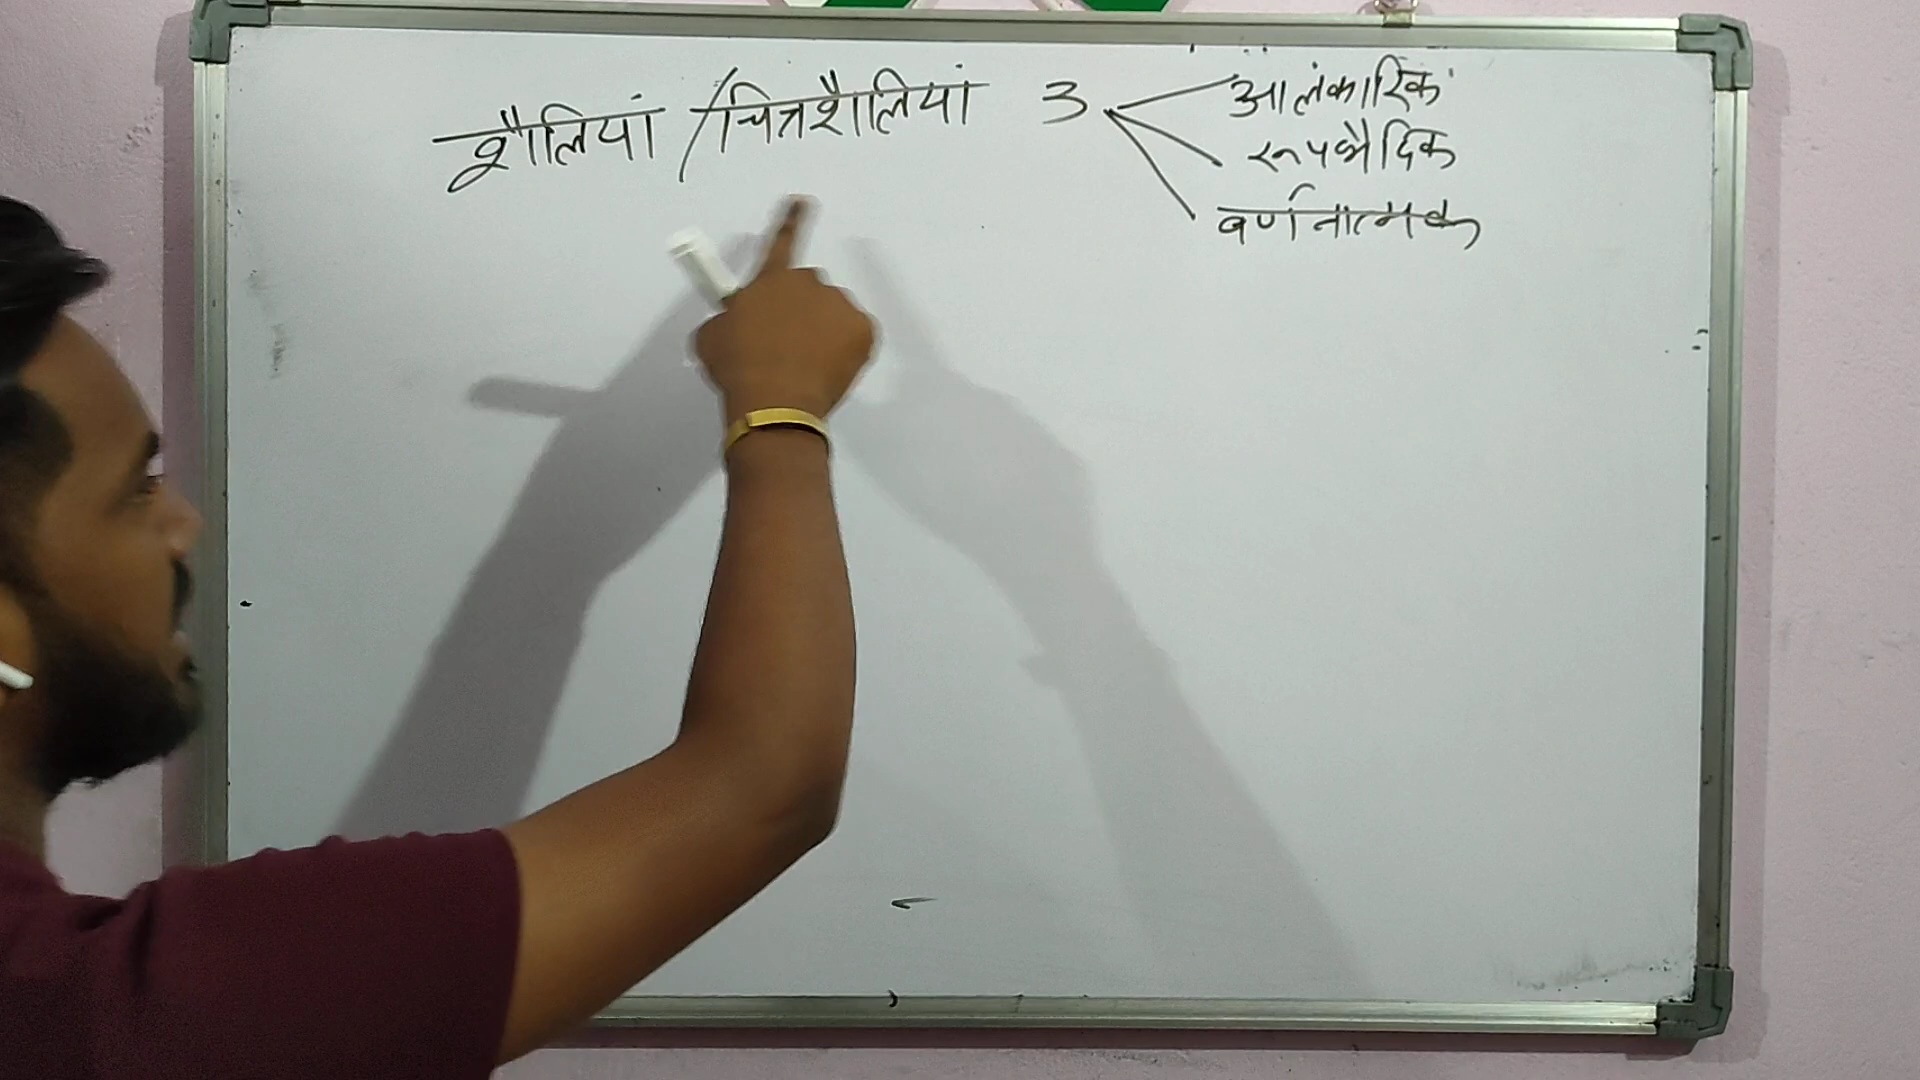 शैलियां / चित्रशैलियां 3
आलंकारिक
रूपभैदिक
वर्णनात्मक